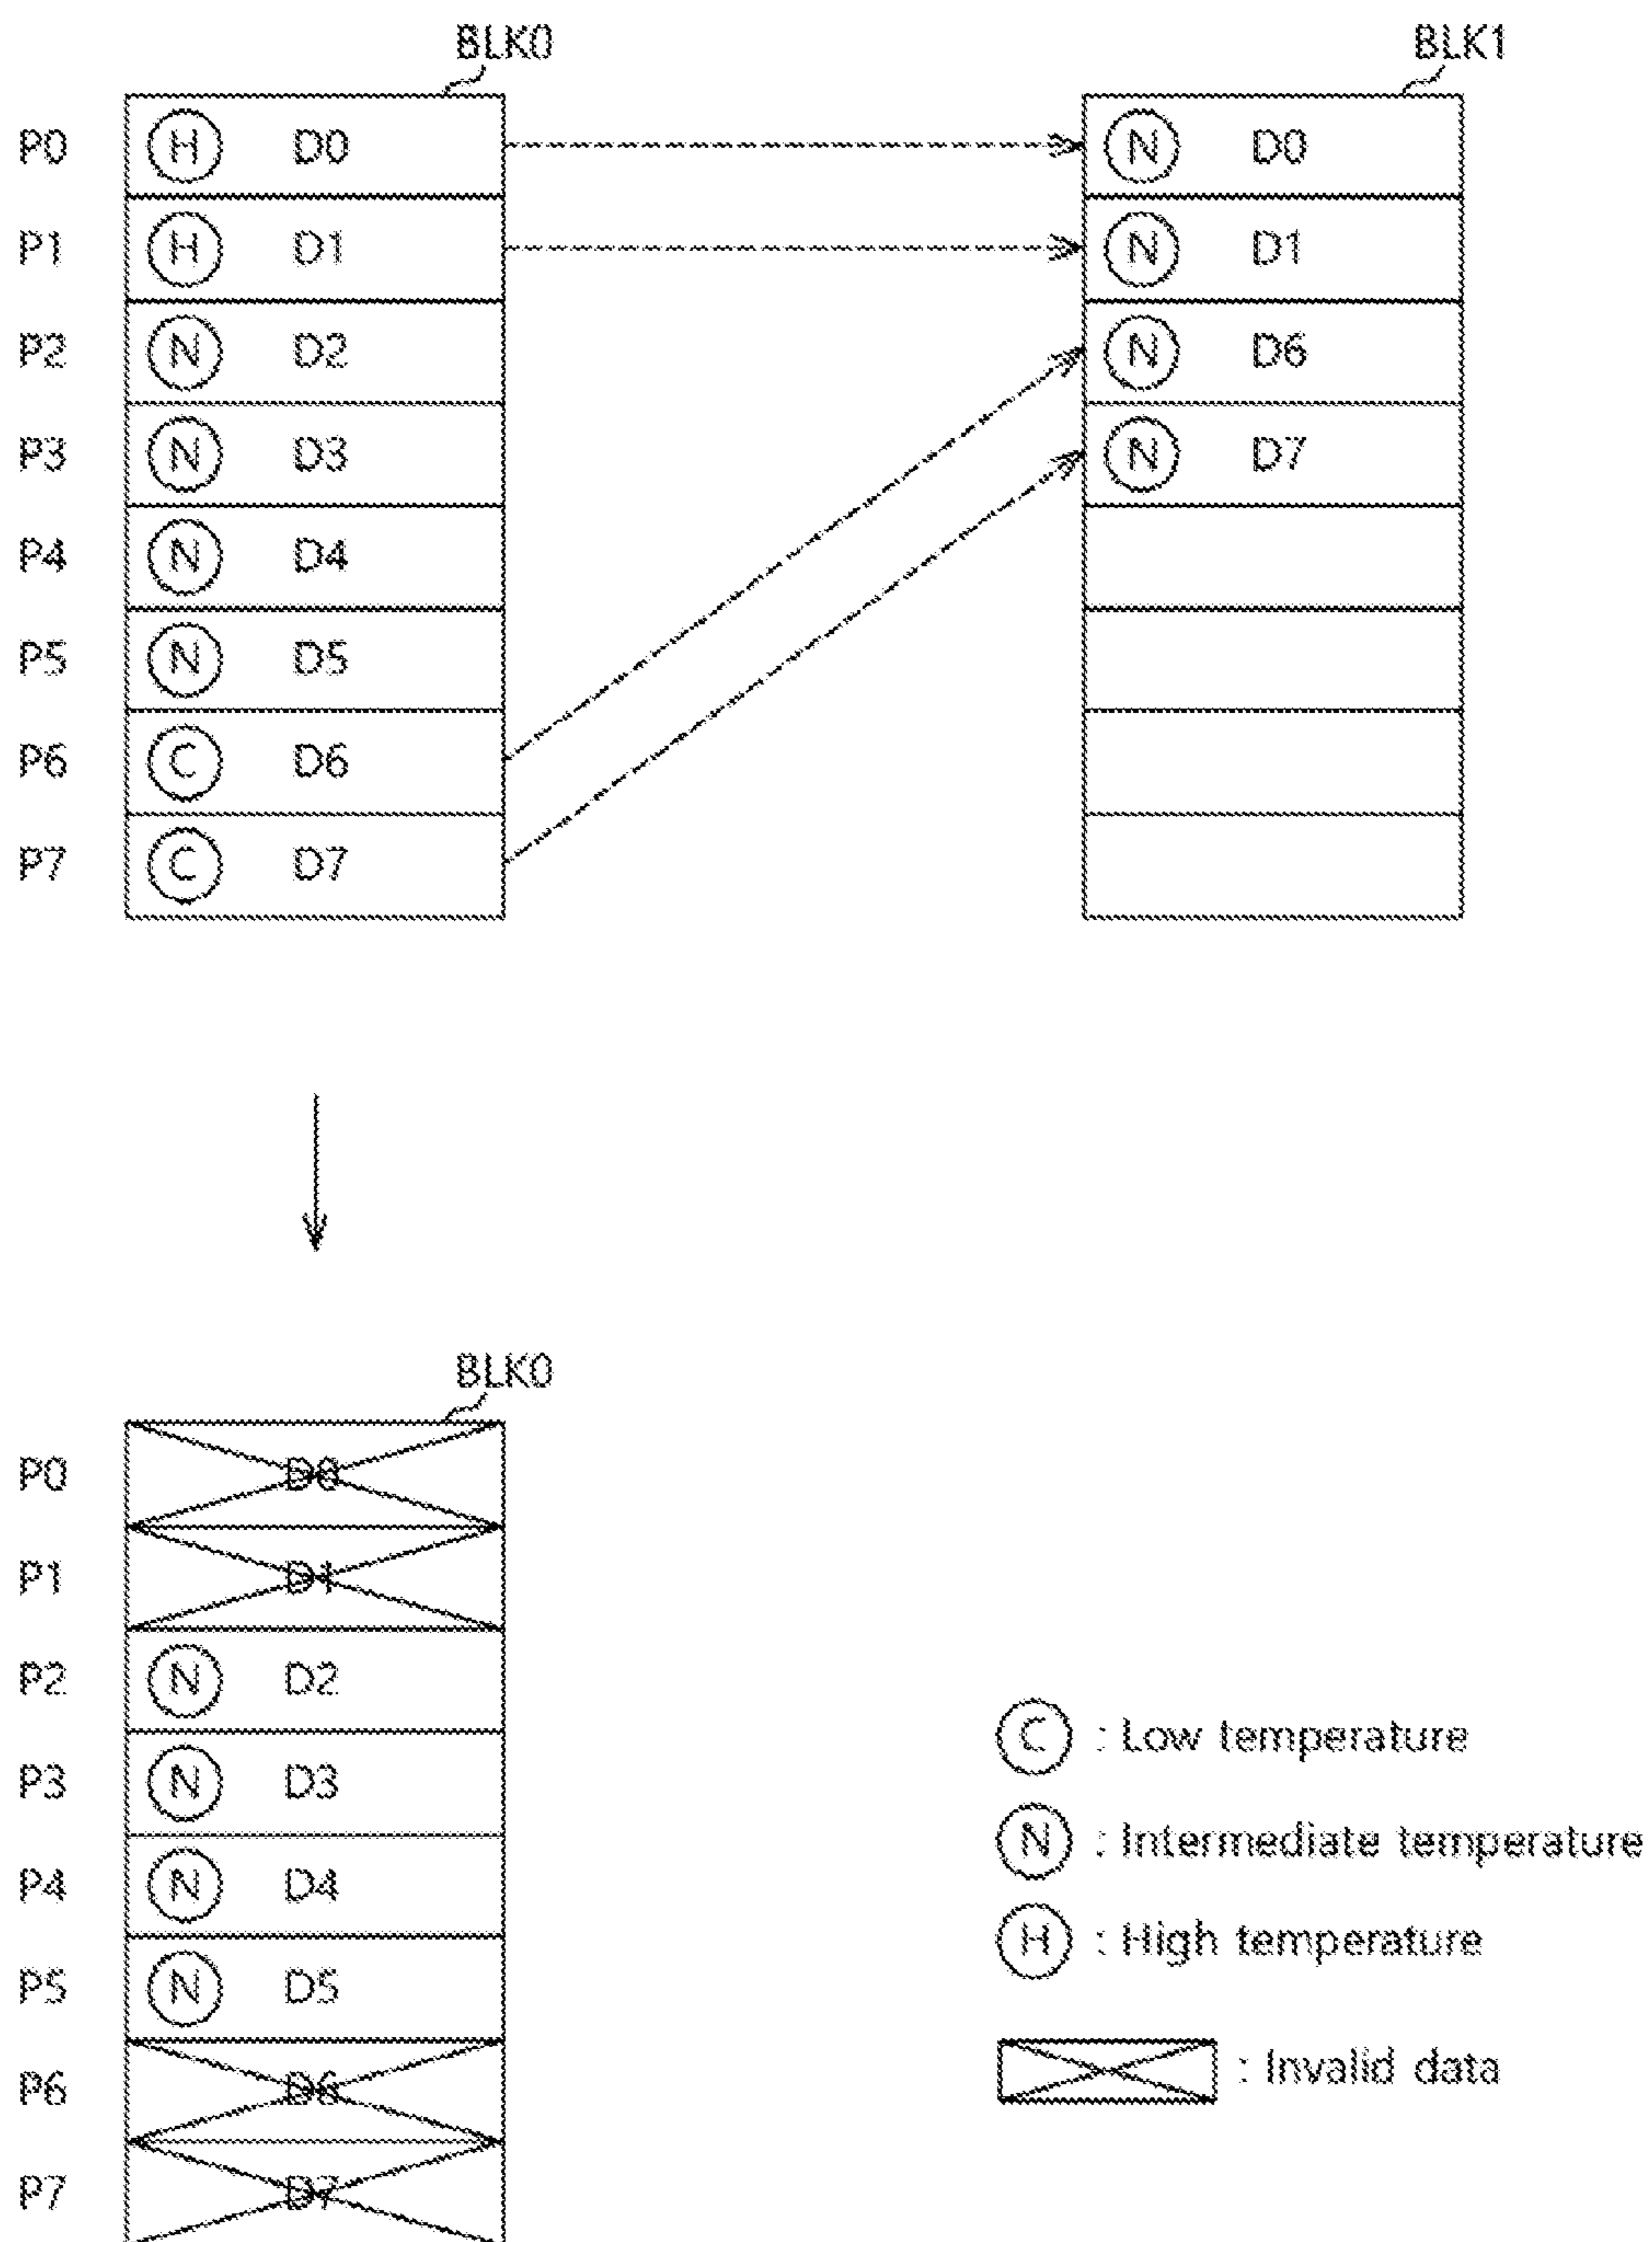 BLK0 BLK1
P0 H D0 N D0
P1 H D1 N D1
P2 N D2 N D6
P3 N D3 N D7
P4 N D4
P5 N D5
P6 C D6
P7 C D7
BLK0
P0 D0
P1 D1
P2 N D2
P3 N D3
P4 N D4
P5 N D5
P6 D6
P7 D7
C : Low temperature
N : Intermediate temperature
H : High temperature
: Invalid data